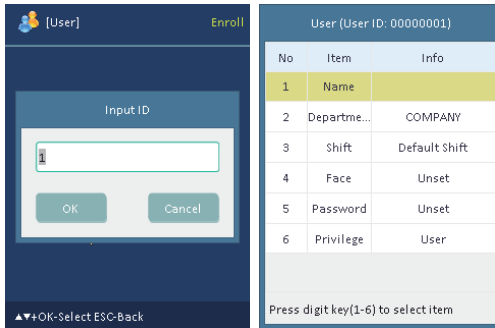 [User] Enroll
Input ID
1
OK Cancel
▲▼+OK-Select ESC-Back
User (User ID: 00000001)
No Item Info
1 Name
2 Departme... COMPANY
3 Shift Default Shift
4 Face Unset
5 Password Unset
6 Privilege User
Press digit key(1-6) to select item